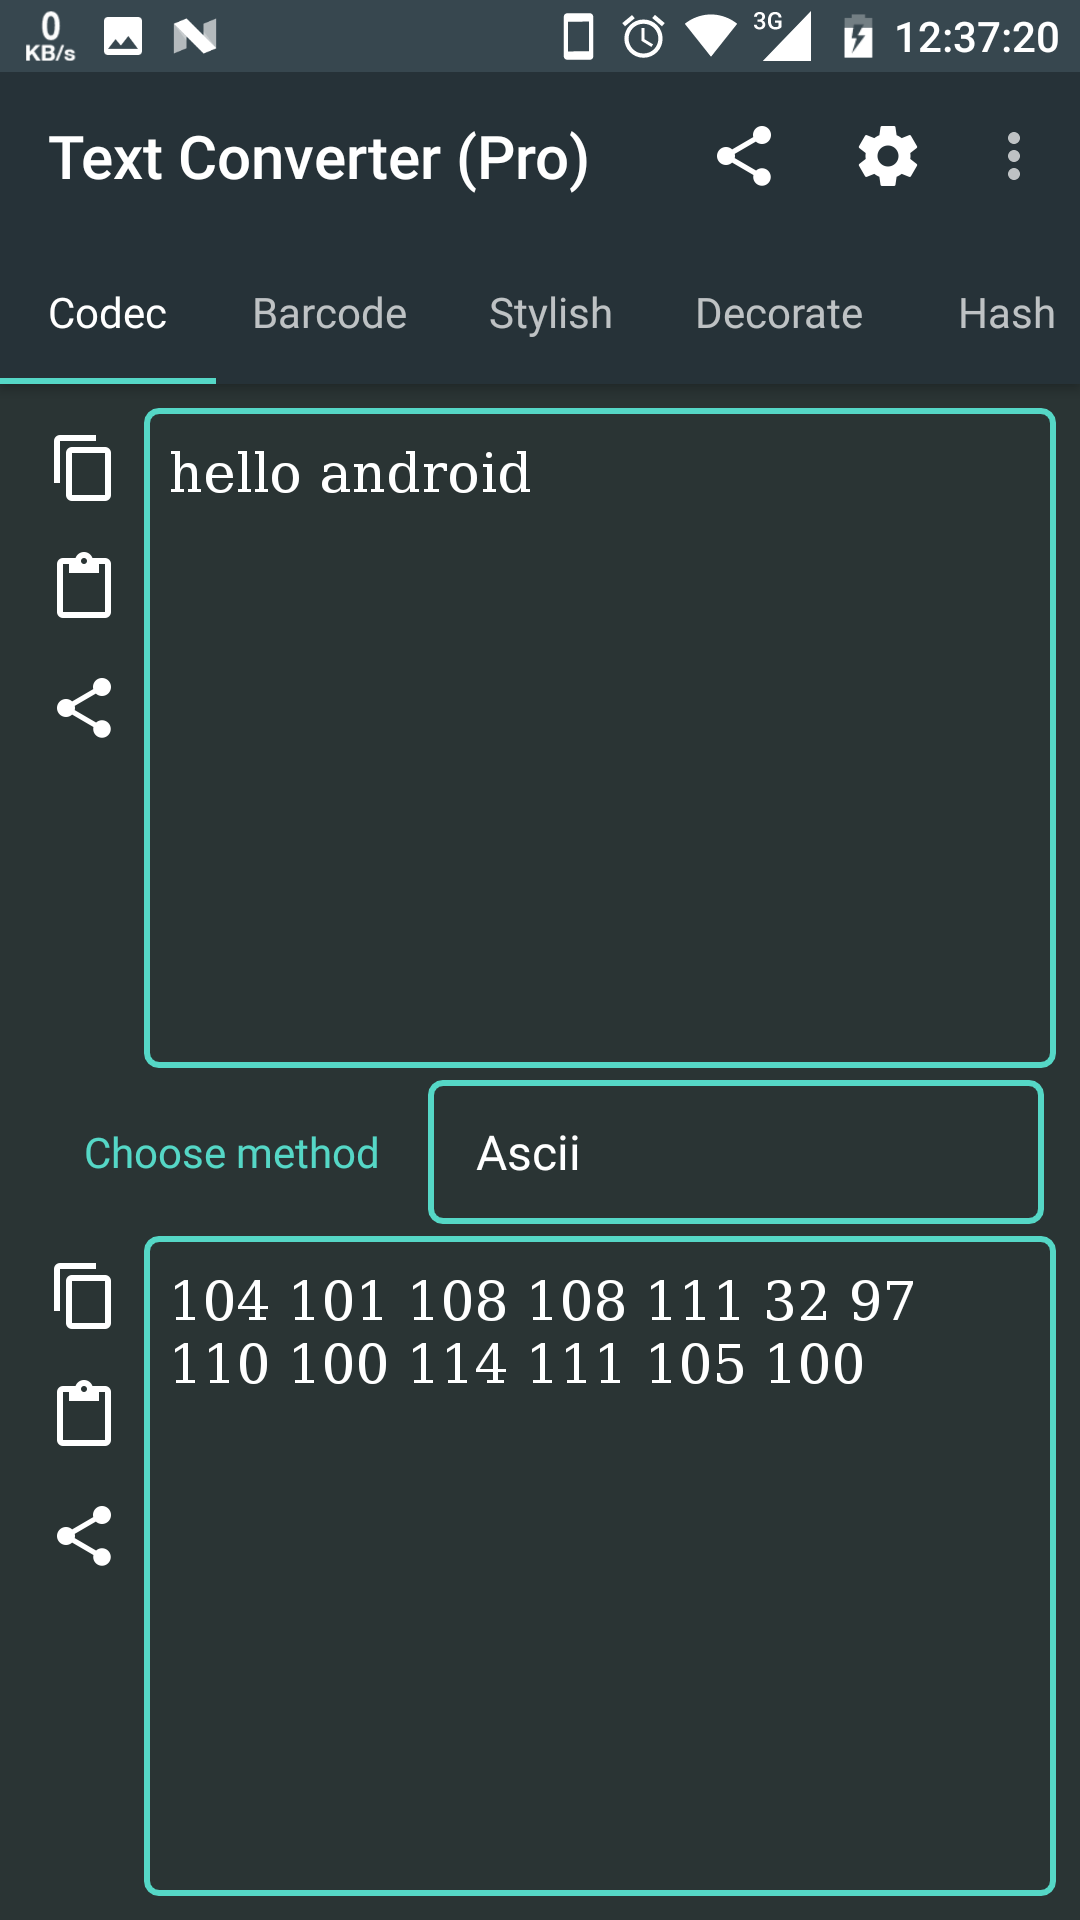 0
KB/s
3G
12:37:20
Text Converter (Pro)
Codec
Barcode
Stylish
Decorate
Hash
hello android
Choose method
Ascii
104 101 108 108 111 32 97
110 100 114 111 105 100